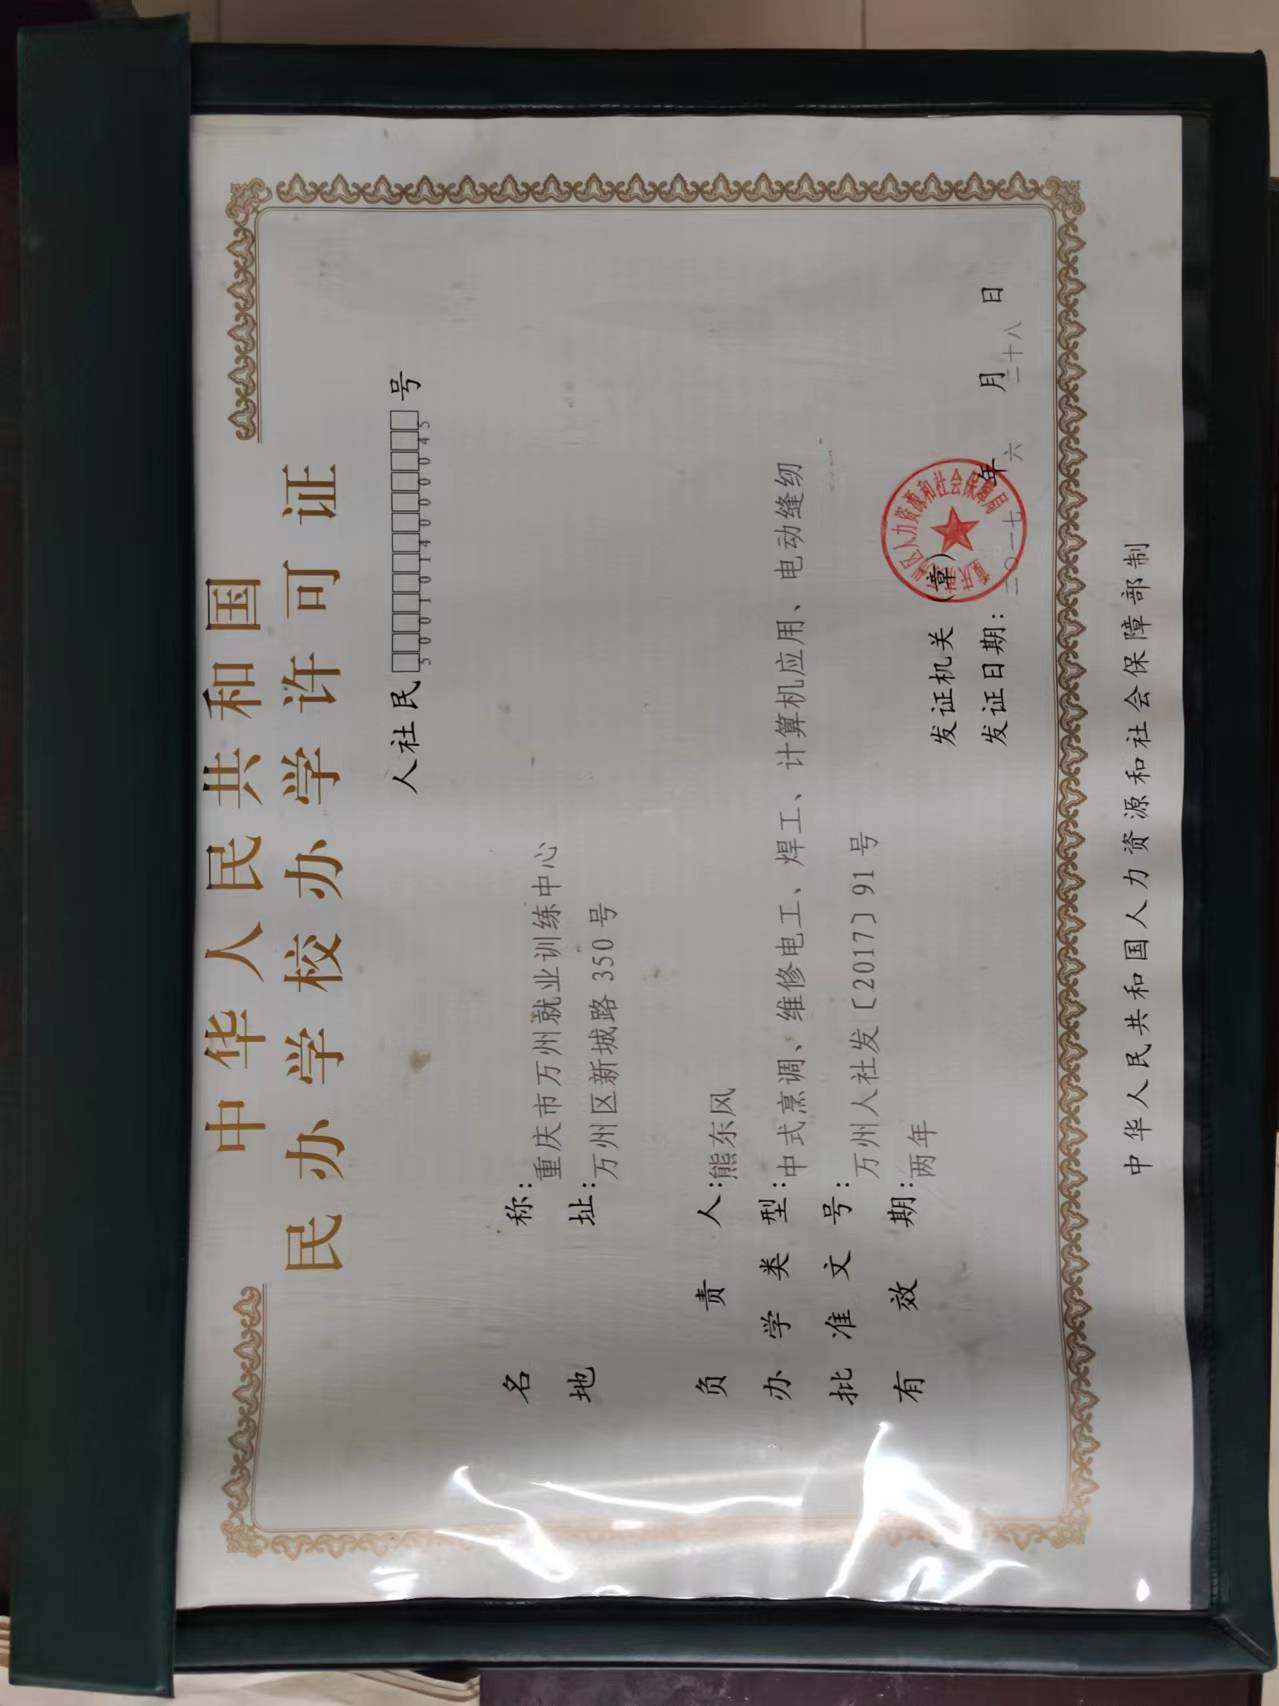 中华人民共和国
民办学校办学许可证
人社民5001014000045号
名称:重庆市万州就业训练中心
地址:万州区新城路350号
负责人:熊东风
办学类型:中式烹调、维修电工、焊工、计算机应用、电动缝纫
批准文号:万州人社发〔2017〕91号
有效期:两年
发证机关(章)
发证日期:二〇一七年六月二十八日
中华人民共和国人力资源和社会保障部制